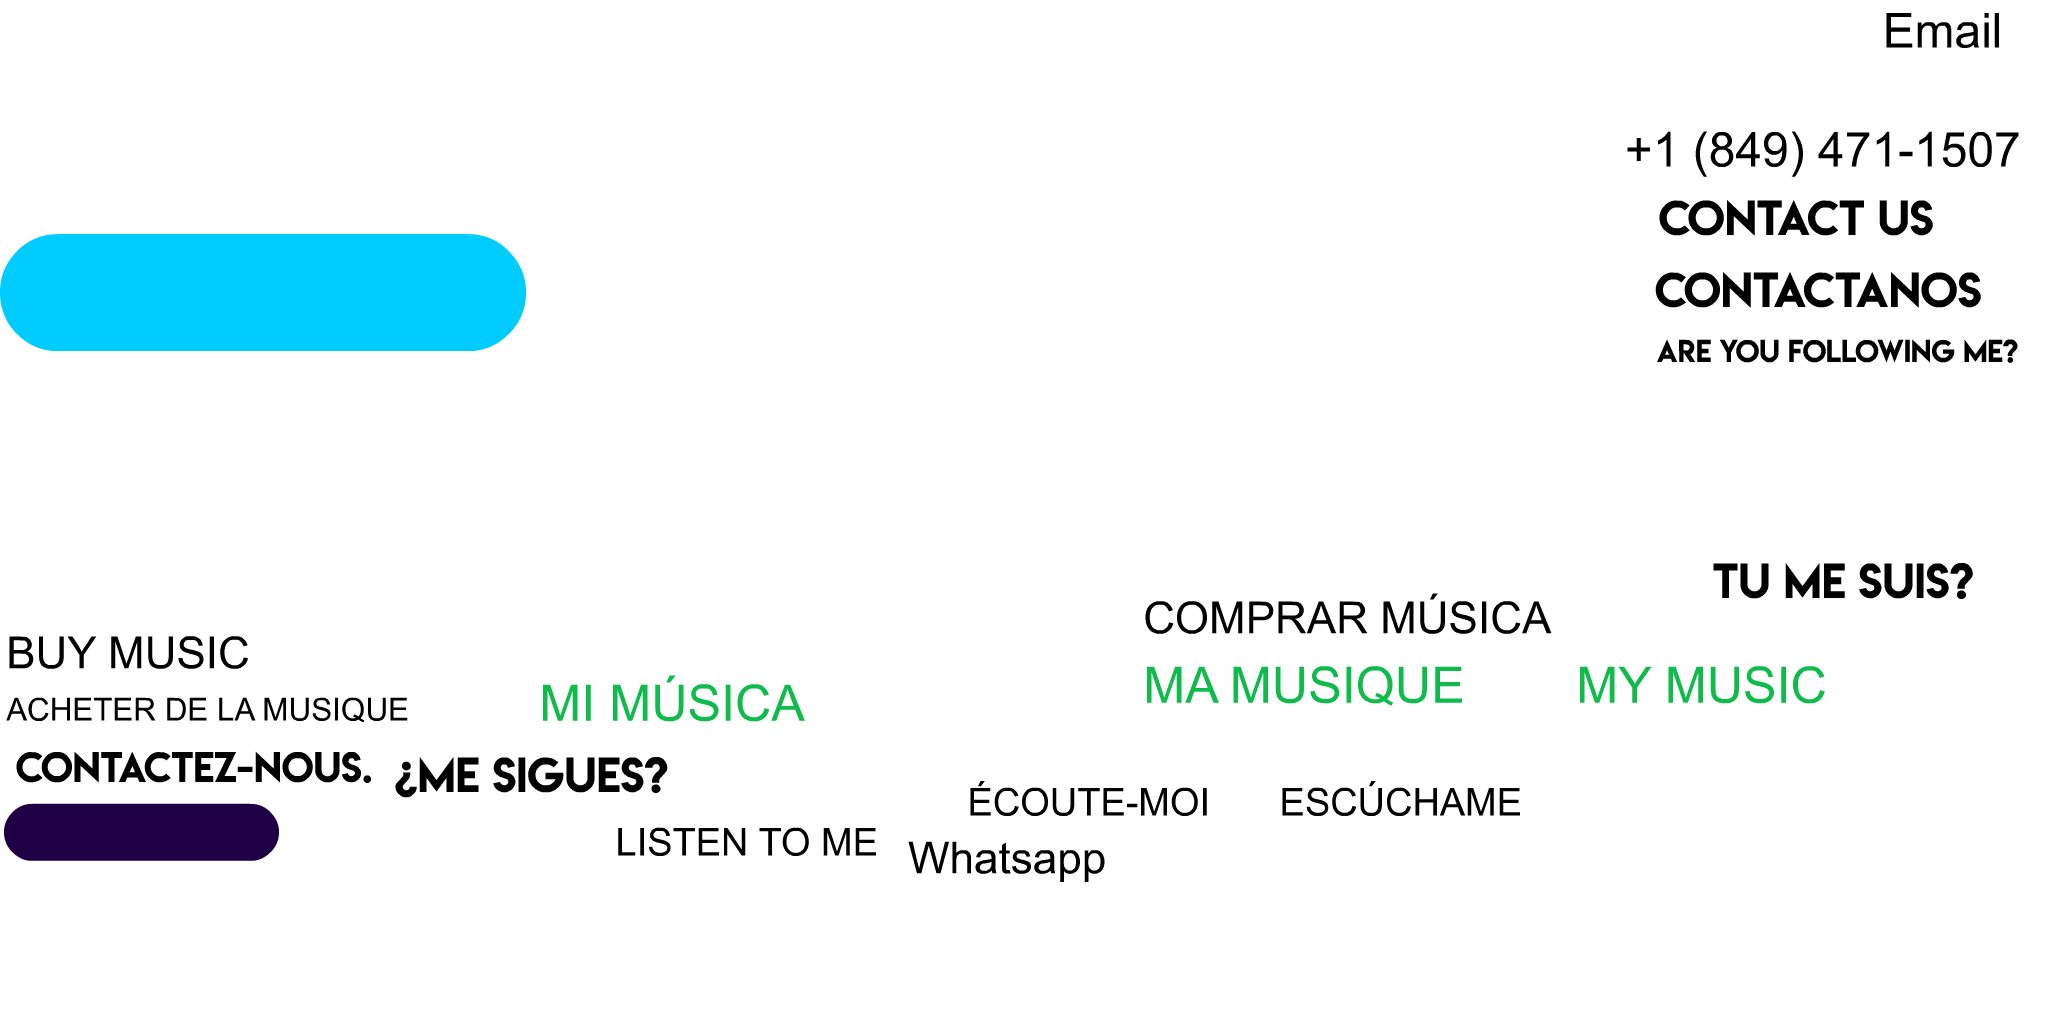 Email
+1 (849) 471-1507
CONTACT US
CONTACTANOS
ARE YOU FOLLOWING ME?
TU ME SUIS?
COMPRAR MÚSICA
BUY MUSIC
MA MUSIQUE
MY MUSIC
MI MÚSICA
ACHETER DE LA MUSIQUE
CONTACTEZ-NOUS.
¿ME SIGUES?
ÉCOUTE-MOI
ESCÚCHAME
LISTEN TO ME
Whatsapp